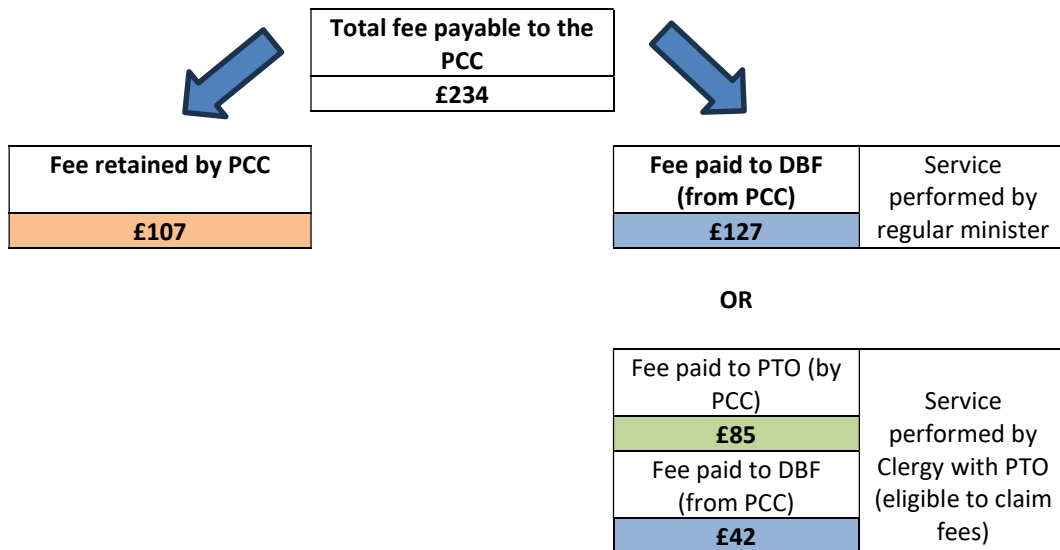 Total fee payable to the
PCC
£234
Fee retained by PCC
£107
Fee paid to DBF
(from PCC)
£127
Service
performed by
regular minister
OR
Fee paid to PTO (by
PCC)
£85
Fee paid to DBF
(from PCC)
£42
Service
performed by
Clergy with PTO
(eligible to claim
fees)